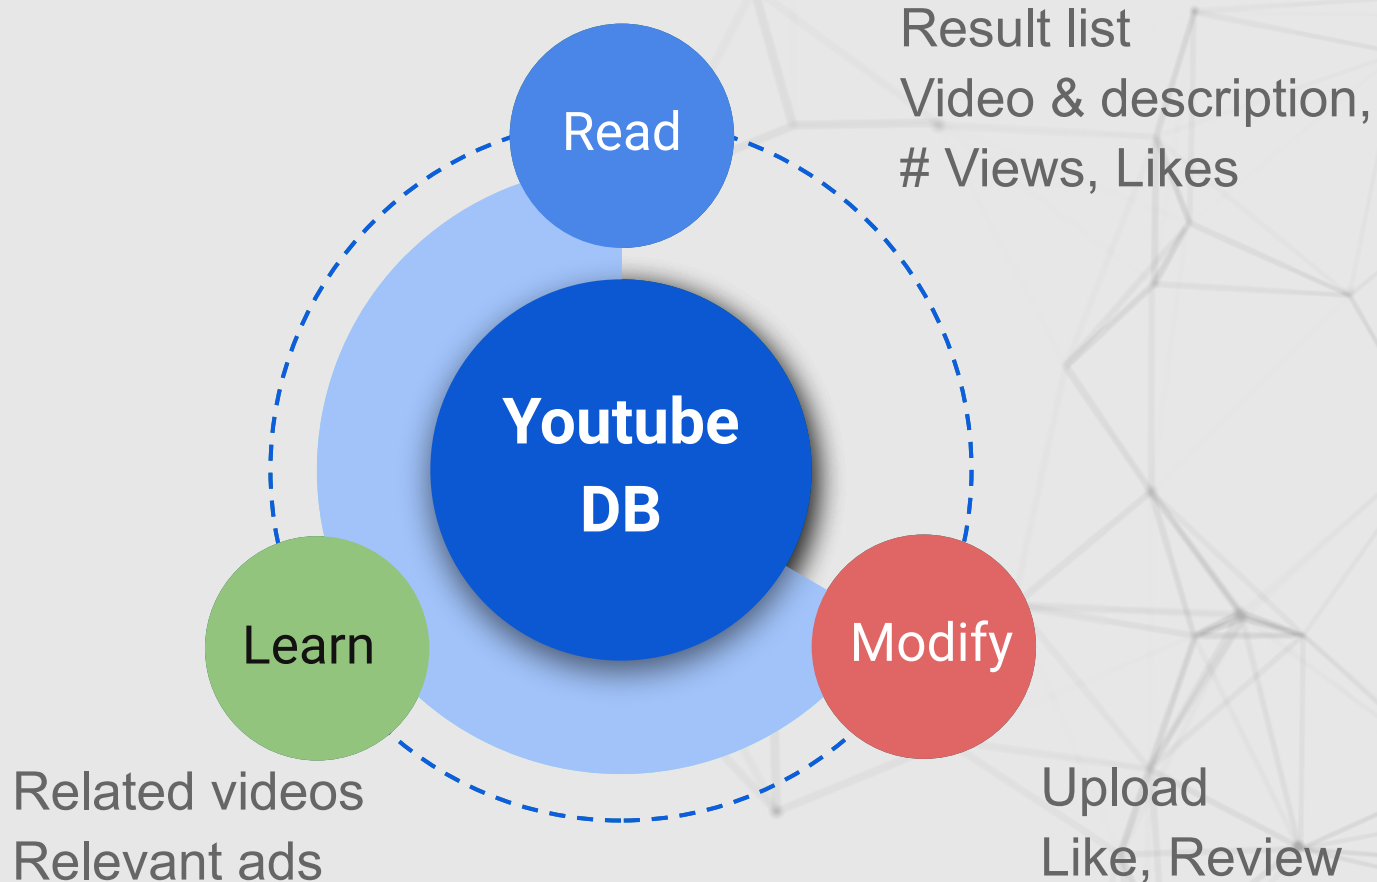 Result list
Video & description,
# Views, Likes
Read
Youtube
DB
Learn
Modify
Related videos
Relevant ads
Upload
Like, Review